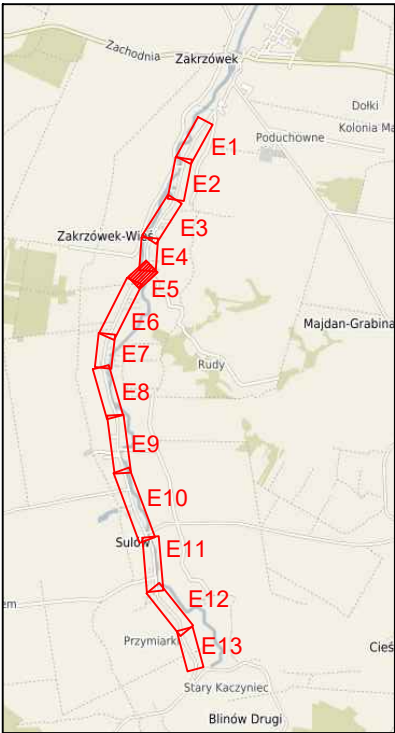 Zachodnia
Zakrzówek
Dołki
Kolonia Ma
Poduchowne
E1
E2
E3
Zakrzówek-Wieś
E4
E5
E6
Majdan-Grabina
E7
Rudy
E8
E9
E10
Sulów
E11
em
E12
Przymiarki
E13
Cieś
Stary Kaczyniec
Blinów Drugi